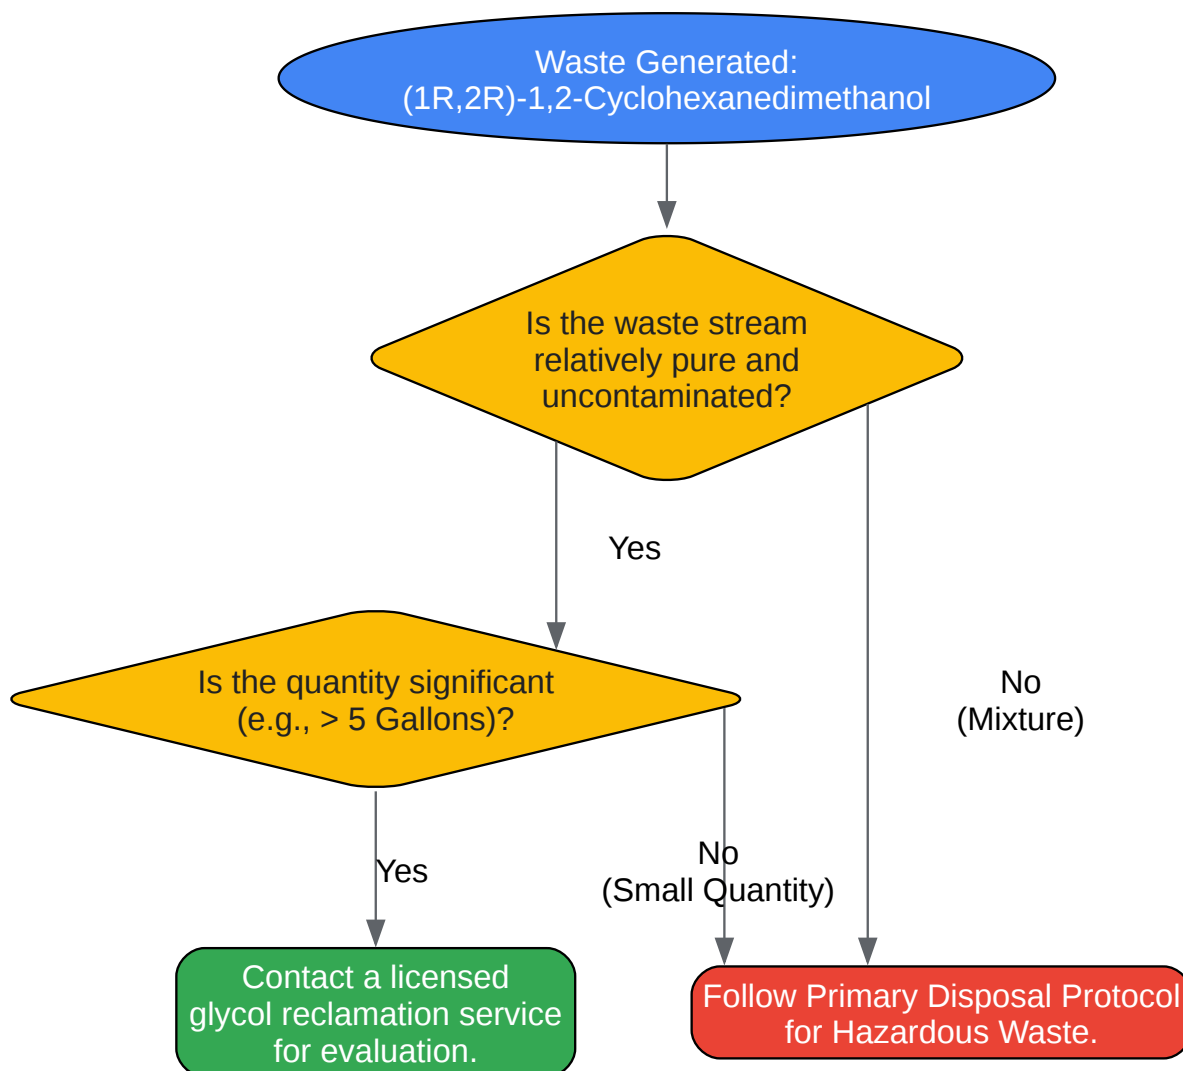 Waste Generated:
(1R,2R)-1,2-Cyclohexanedimethanol
Is the waste stream
relatively pure and
uncontaminated?
Yes
Is the quantity significant
(e.g., > 5 Gallons)?
No
(Mixture)
Yes
No
(Small Quantity)
Contact a licensed
glycol reclamation service
for evaluation.
Follow Primary Disposal Protocol
for Hazardous Waste.